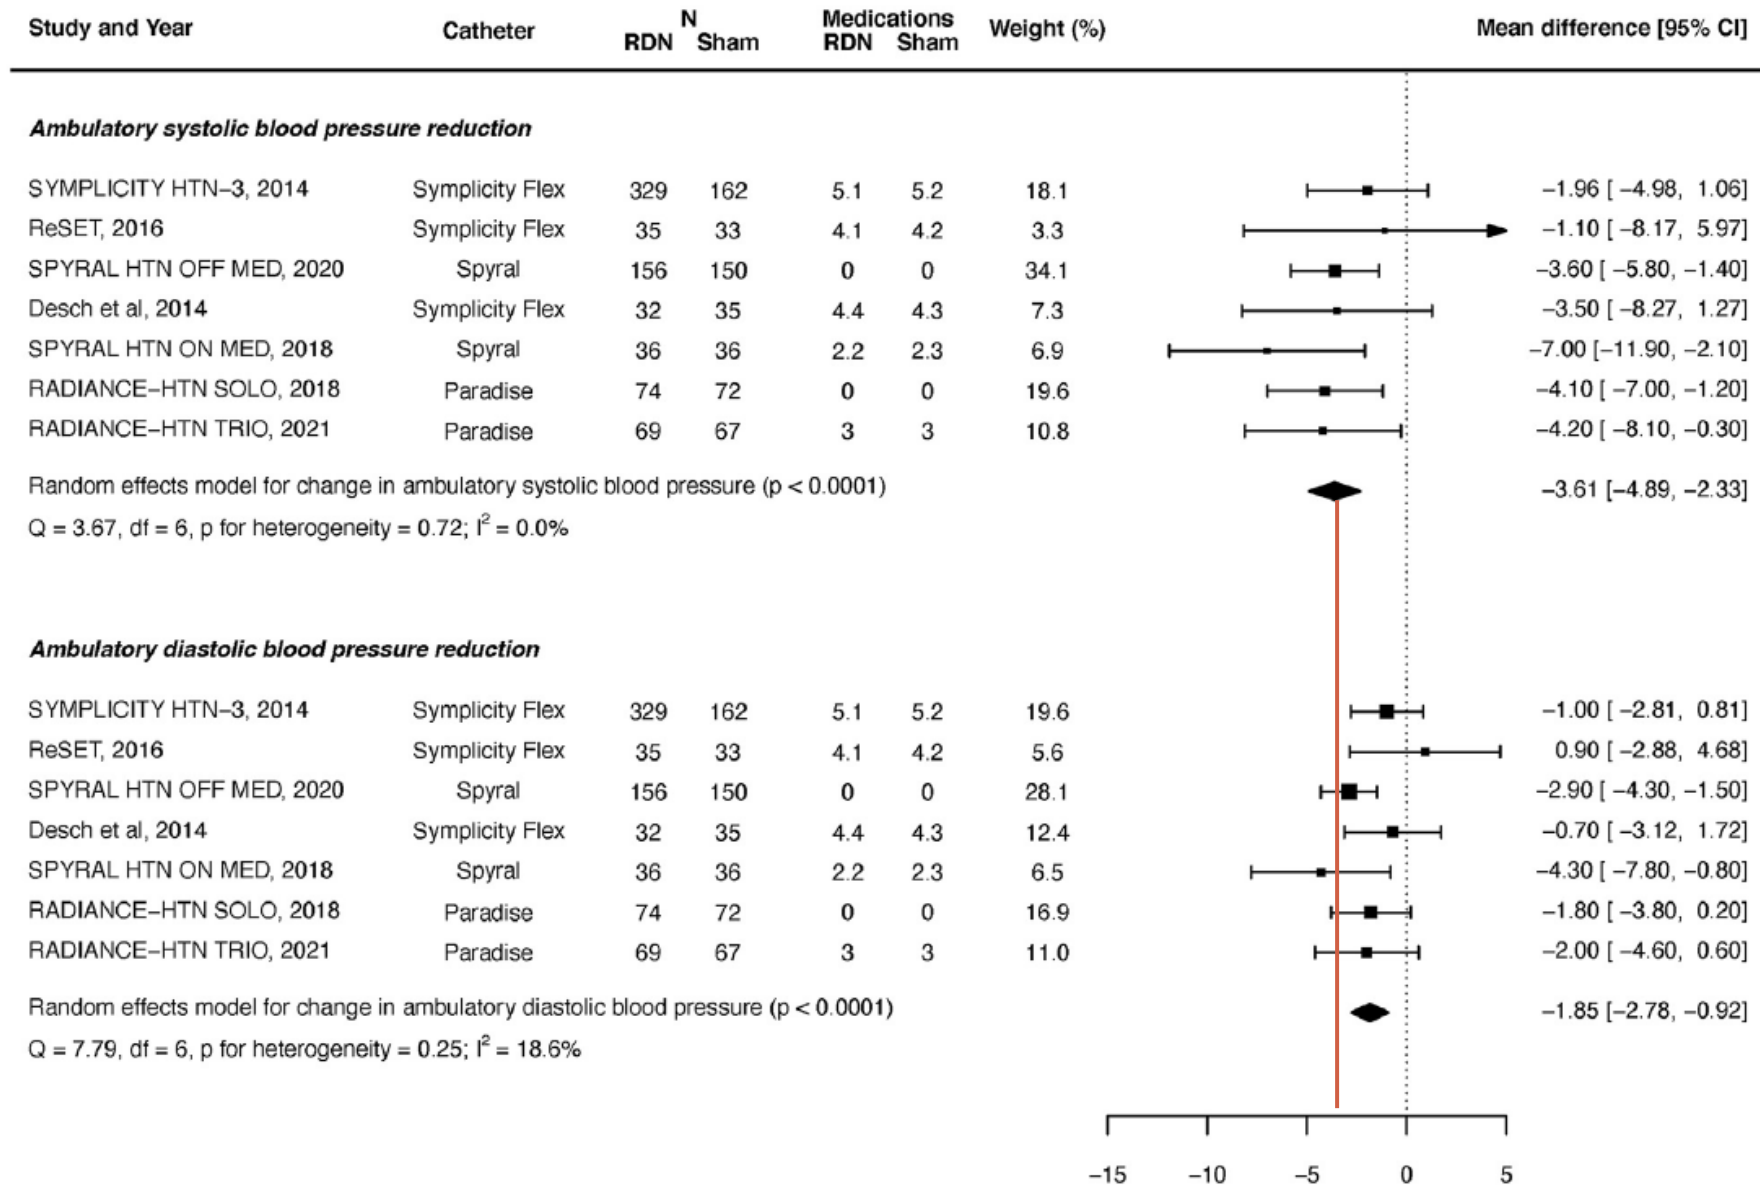 Study and Year Catheter N Medications Weight (%) Mean difference [95% CI]
RDN Sham RDN Sham
Ambulatory systolic blood pressure reduction
SYMPLICITY HTN−3, 2014 Symplicity Flex 329 162 5.1 5.2 18.1 −1.96 [ −4.98, 1.06]
ReSET, 2016 Symplicity Flex 35 33 4.1 4.2 3.3 −1.10 [ −8.17, 5.97]
SPYRAL HTN OFF MED, 2020 Spyral 156 150 0 0 34.1 −3.60 [ −5.80, −1.40]
Desch et al, 2014 Symplicity Flex 32 35 4.4 4.3 7.3 −3.50 [ −8.27, 1.27]
SPYRAL HTN ON MED, 2018 Spyral 36 36 2.2 2.3 6.9 −7.00 [−11.90, −2.10]
RADIANCE−HTN SOLO, 2018 Paradise 74 72 0 0 19.6 −4.10 [ −7.00, −1.20]
RADIANCE−HTN TRIO, 2021 Paradise 69 67 3 3 10.8 −4.20 [ −8.10, −0.30]
Random effects model for change in ambulatory systolic blood pressure (p < 0.0001) −3.61 [−4.89, −2.33]
Q = 3.67, df = 6, p for heterogeneity = 0.72; I² = 0.0%
Ambulatory diastolic blood pressure reduction
SYMPLICITY HTN−3, 2014 Symplicity Flex 329 162 5.1 5.2 19.6 −1.00 [ −2.81, 0.81]
ReSET, 2016 Symplicity Flex 35 33 4.1 4.2 5.6 0.90 [ −2.88, 4.68]
SPYRAL HTN OFF MED, 2020 Spyral 156 150 0 0 28.1 −2.90 [ −4.30, −1.50]
Desch et al, 2014 Symplicity Flex 32 35 4.4 4.3 12.4 −0.70 [ −3.12, 1.72]
SPYRAL HTN ON MED, 2018 Spyral 36 36 2.2 2.3 6.5 −4.30 [ −7.80, −0.80]
RADIANCE−HTN SOLO, 2018 Paradise 74 72 0 0 16.9 −1.80 [ −3.80, 0.20]
RADIANCE−HTN TRIO, 2021 Paradise 69 67 3 3 11.0 −2.00 [ −4.60, 0.60]
Random effects model for change in ambulatory diastolic blood pressure (p < 0.0001) −1.85 [−2.78, −0.92]
Q = 7.79, df = 6, p for heterogeneity = 0.25; I² = 18.6%
−15 −10 −5 0 5